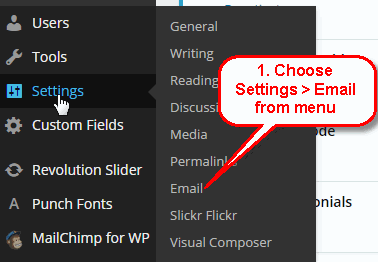 Users
Tools
Settings
Custom Fields
Revolution Slider
Punch Fonts
MailChimp for WP
General
Writing
Reading
Discussi
Media
Permalink
Email
Slickr Flickr
Visual Composer
1. Choose
Settings > Email
from menu
ode
onials